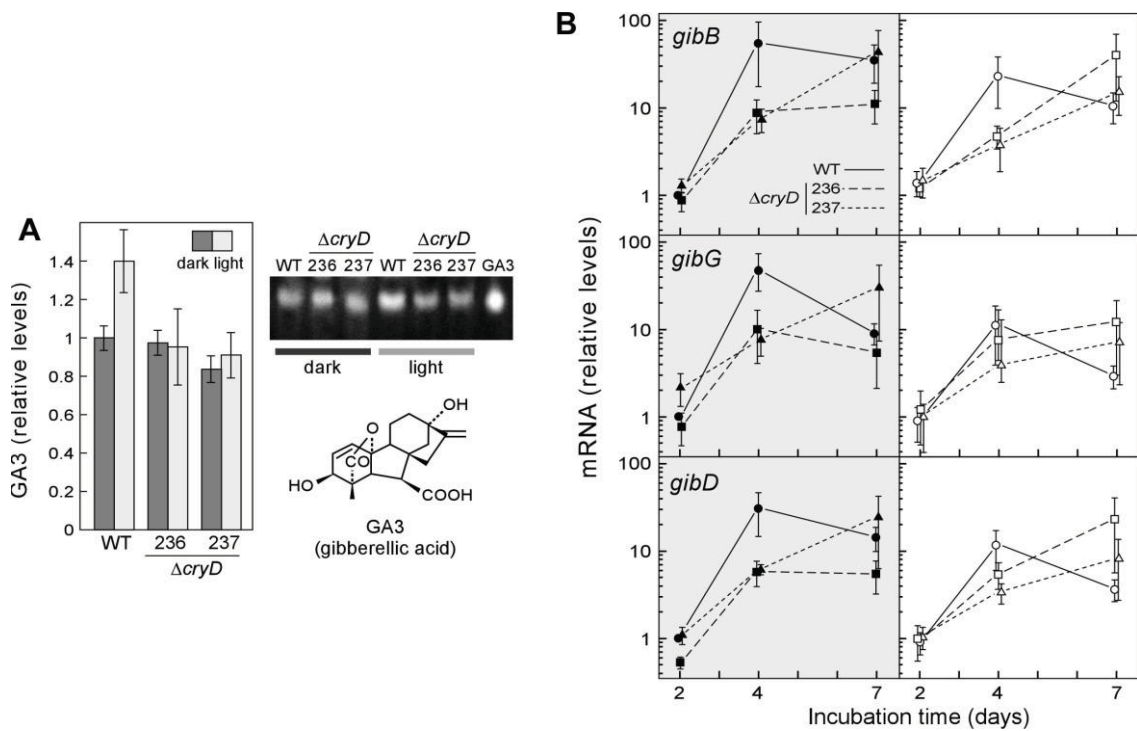 A
GA3 (relative levels)
1.4
1.2
1
0.8
0.6
0.4
0.2
0
dark light
WT 236 237
ΔcryD
ΔcryD ΔcryD
WT 236 237 WT 236 237 GA3
dark light
OH
O
CO
HO
COOH
GA3
(gibberellic acid)
B
mRNA (relative levels)
gibB
100
10
1
WT
ΔcryD 236
237
gibG
100
10
1
gibD
100
10
1
2 4 7 2 4 7
Incubation time (days)